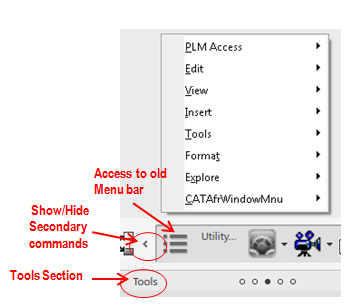 PLM Access
Edit
View
Insert
Tools
Format
Explore
CATAfrWindowMnu
Access to old
Menu bar
Show/Hide
Secondary
commands
Utility...
Tools Section
Tools